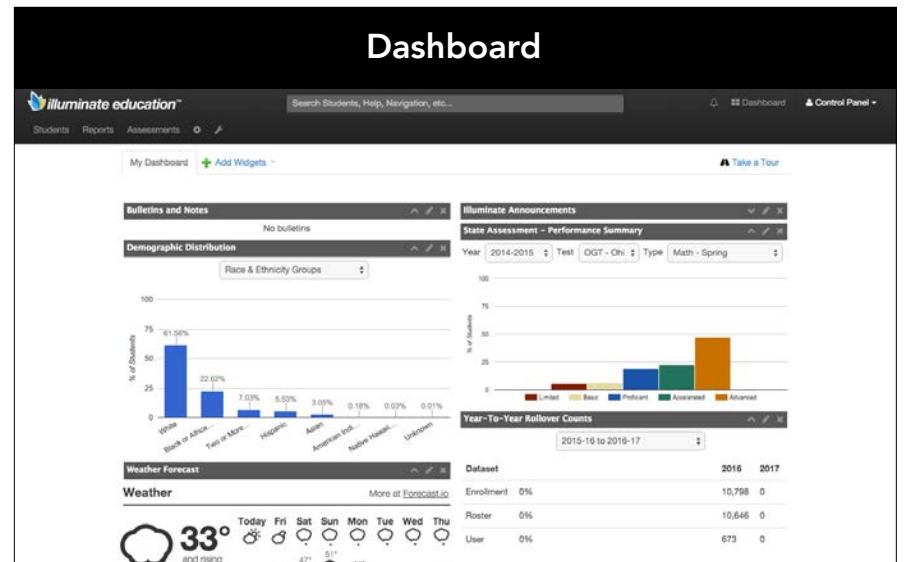 Dashboard
illuminate education™
Search Students, Help, Navigation, etc...
Dashboard
Control Panel
Students Reports Assessments
My Dashboard
Add Widgets
Take a Tour
Bulletins and Notes
No bulletins
Demographic Distribution
Race & Ethnicity Groups
100
75
50
25
0
% of Students
61.56%
22.62%
7.03%
5.53%
3.05%
0.18%
0.03%
0.01%
White
Black or Africa...
Two or More...
Hispanic
Asian
American Indi...
Native Hawaii...
Unknown
Weather Forecast
Weather
More at Forecast.io
33°
and rising
Today Fri Sat Sun Mon Tue Wed Thu
47°
51°
Illuminate Announcements
State Assessment - Performance Summary
Year 2014-2015 Test OGT - Ohi Type Math - Spring
100
75
50
25
0
% of Students
Limited Basic Proficient Accelerated Advanced
Year-To-Year Rollover Counts
2015-16 to 2016-17
Dataset 2016 2017
Enrollment 0% 10,798 0
Roster 0% 10,646 0
User 0% 673 0